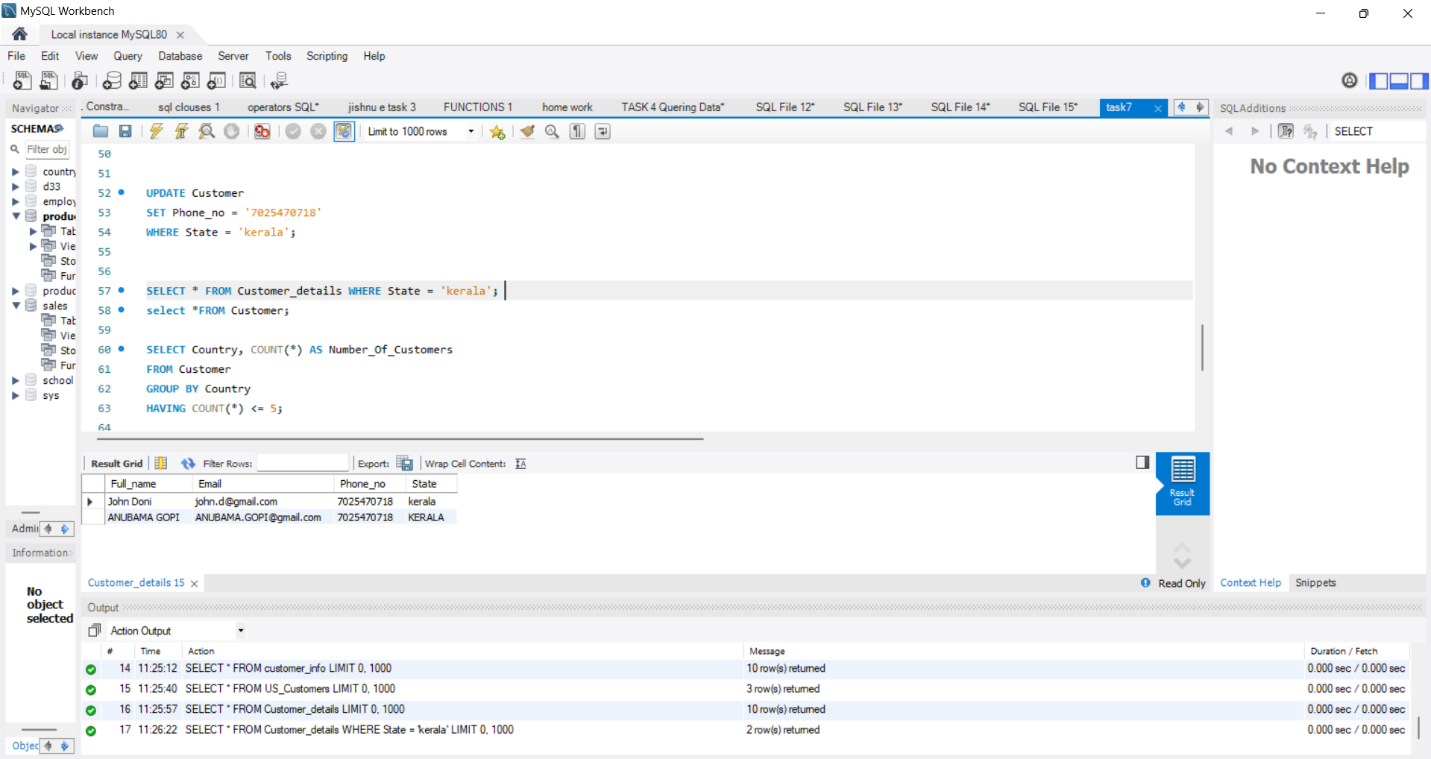 MySQL Workbench
Local instance MySQL80
File Edit View Query Database Server Tools Scripting Help
Navigator
SCHEMAS
Filter obj
country
d33
employ
produ
Tab
Vie
Sto
Fur
produc
sales
Tab
Vie
Sto
Fur
school
sys
Admin
Information
No
object
selected
Objec
. Constra... sql clouses 1 operators SQL* jishnu e task 3 FUNCTIONS 1 home work TASK 4 Quering Data* SQL File 12* SQL File 13* SQL File 14* SQL File 15* task7
Limit to 1000 rows
50
51
52 UPDATE Customer
53 SET Phone_no = '7025470718'
54 WHERE State = 'kerala';
55
56
57 SELECT * FROM Customer_details WHERE State = 'kerala';
58 select *FROM Customer;
59
60 SELECT Country, COUNT(*) AS Number_Of_Customers
61 FROM Customer
62 GROUP BY Country
63 HAVING COUNT(*) <= 5;
64
Result Grid Filter Rows: Export: Wrap Cell Content:
Full_name Email Phone_no State
John Doni john.d@gmail.com 7025470718 kerala
ANUBAMA GOPI ANUBAMA.GOPI@gmail.com 7025470718 KERALA
Result
Grid
Customer_details 15
Read Only
SQLAdditions
SELECT
No Context Help
Context Help Snippets
Output
Action Output
# Time Action Message Duration / Fetch
14 11:25:12 SELECT * FROM customer_info LIMIT 0, 1000 10 row(s) returned 0.000 sec / 0.000 sec
15 11:25:40 SELECT * FROM US_Customers LIMIT 0, 1000 3 row(s) returned 0.000 sec / 0.000 sec
16 11:25:57 SELECT * FROM Customer_details LIMIT 0, 1000 10 row(s) returned 0.000 sec / 0.000 sec
17 11:26:22 SELECT * FROM Customer_details WHERE State = 'kerala' LIMIT 0, 1000 2 row(s) returned 0.000 sec / 0.000 sec